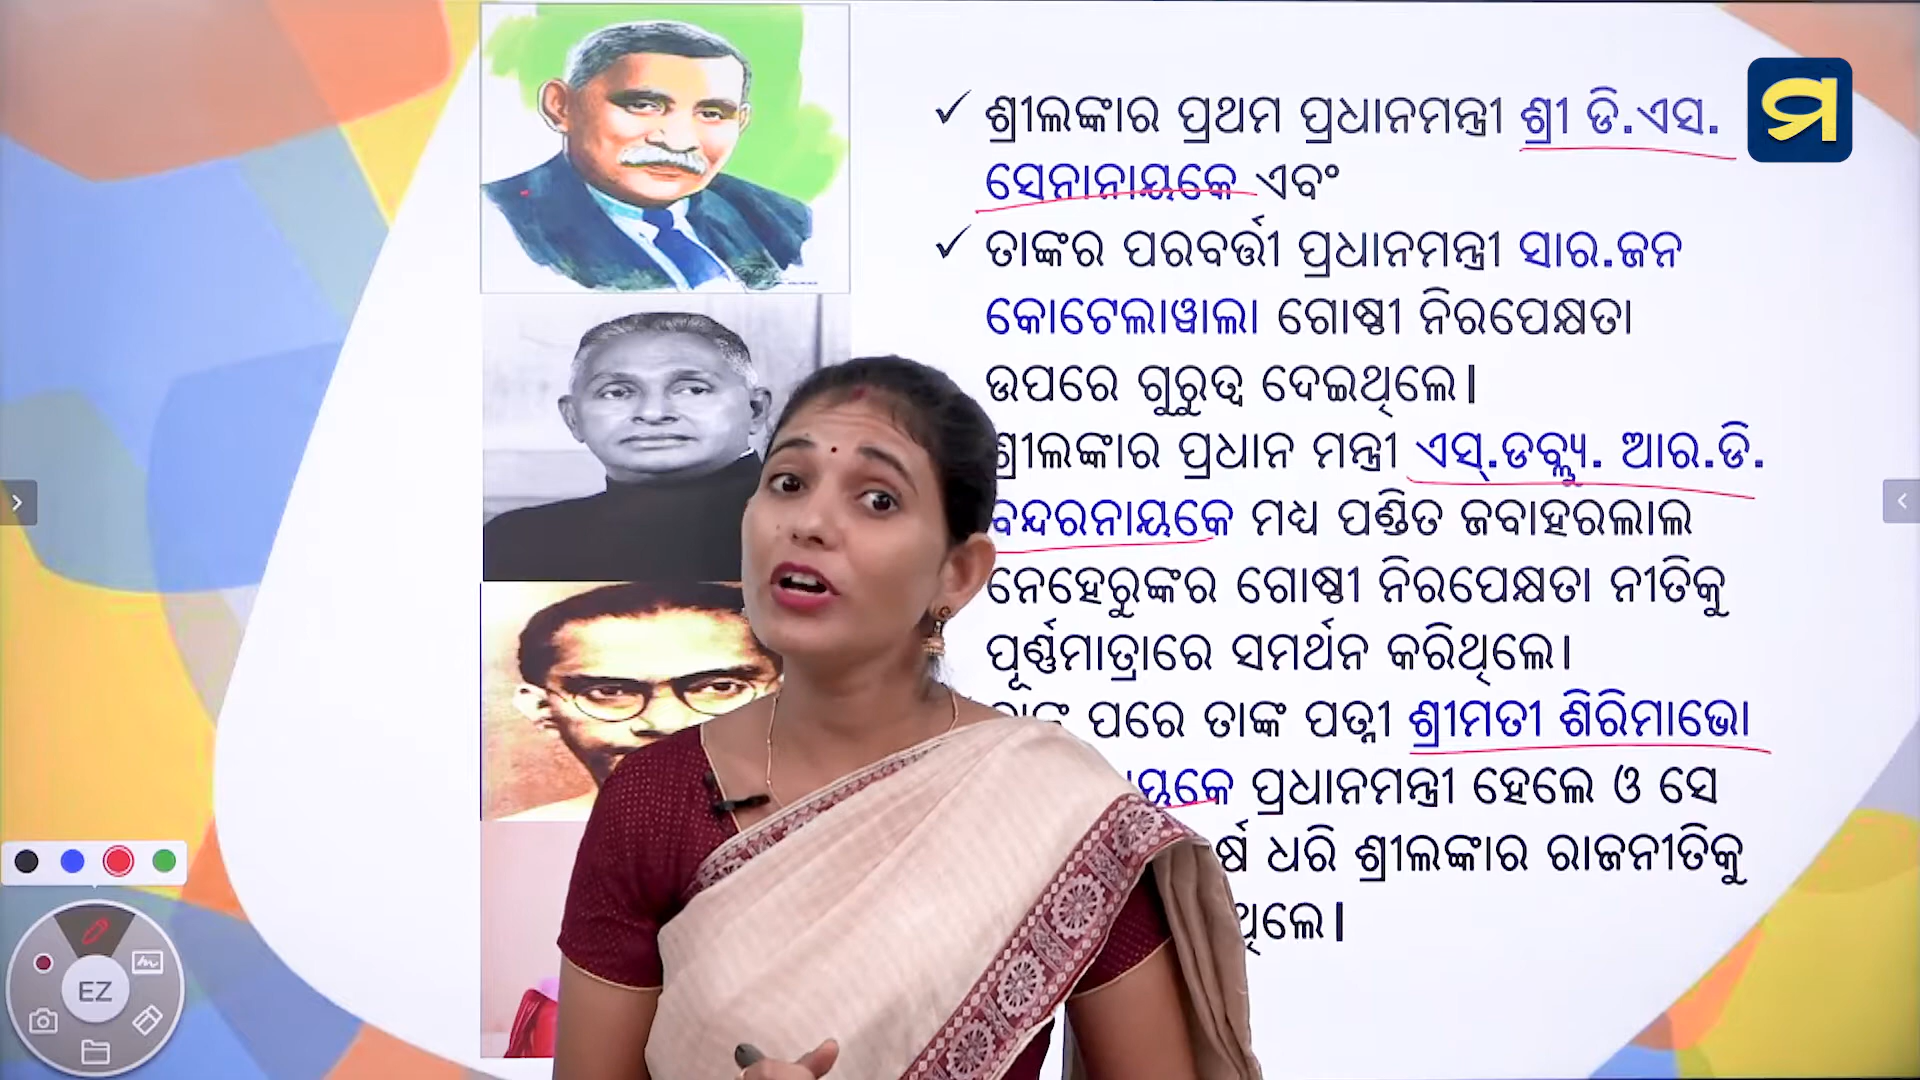 ମ
✓ ଶ୍ରୀଲଙ୍କାର ପ୍ରଥମ ପ୍ରଧାନମନ୍ତ୍ରୀ ଶ୍ରୀ ଡି.ଏସ.
ସେନାନାୟକେ ଏବଂ
✓ ତାଙ୍କର ପରବର୍ତ୍ତୀ ପ୍ରଧାନମନ୍ତ୍ରୀ ସାର.ଜନ
କୋଟେଲାୱାଲା ଗୋଷ୍ଠୀ ନିରପେକ୍ଷତା
ଉପରେ ଗୁରୁତ୍ୱ ଦେଇଥିଲେ।
ଶ୍ରୀଲଙ୍କାର ପ୍ରଧାନ ମନ୍ତ୍ରୀ ଏସ୍.ଡବ୍ଲ୍ୟୁ. ଆର.ଡି.
ବନ୍ଦରନାୟକେ ମଧ୍ୟ ପଣ୍ଡିତ ଜବାହରଲାଲ
ନେହେରୁଙ୍କର ଗୋଷ୍ଠୀ ନିରପେକ୍ଷତା ନୀତିକୁ
ପୂର୍ଣ୍ଣମାତ୍ରାରେ ସମର୍ଥନ କରିଥିଲେ।
ପରେ ତାଙ୍କ ପତ୍ନୀ ଶ୍ରୀମତୀ ଶିରିମାଭୋ
ପ୍ରଧାନମନ୍ତ୍ରୀ ହେଲେ ଓ ସେ
ଧରି ଶ୍ରୀଲଙ୍କାର ରାଜନୀତିକୁ
EZ